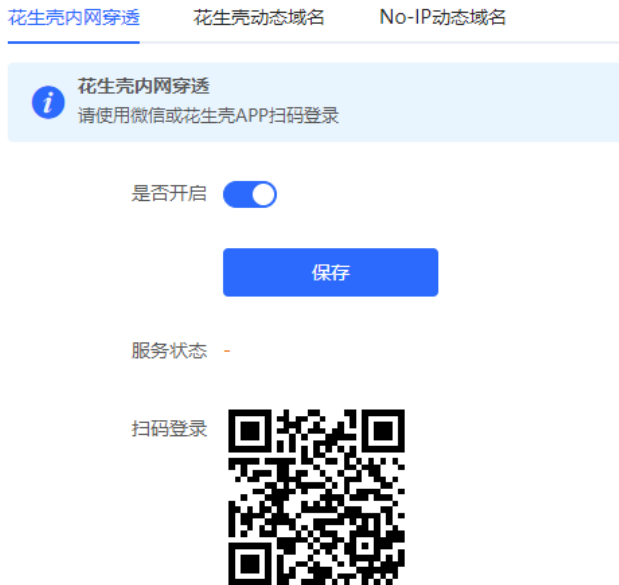 花生壳内网穿透 花生壳动态域名 No-IP动态域名
花生壳内网穿透
请使用微信或花生壳APP扫码登录
是否开启
保存
服务状态 -
扫码登录